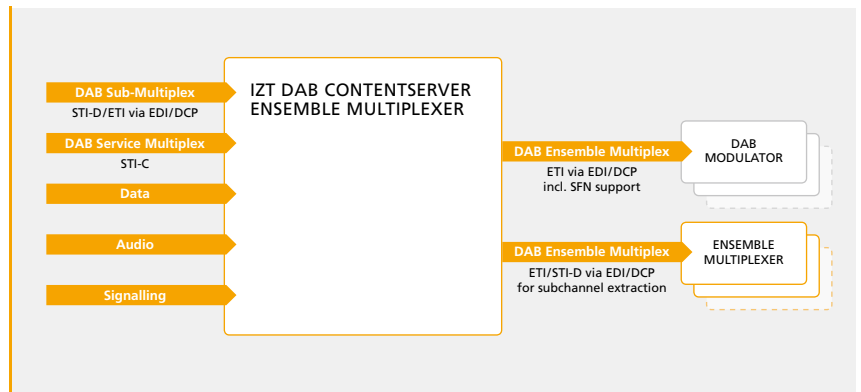 DAB Sub-Multiplex
STI-D/ETI via EDI/DCP
DAB Service Multiplex
STI-C
Data
Audio
Signalling
IZT DAB CONTENTSERVER
ENSEMBLE MULTIPLEXER
DAB Ensemble Multiplex
ETI via EDI/DCP
incl. SFN support
DAB
MODULATOR
DAB Ensemble Multiplex
ETI/STI-D via EDI/DCP
for subchannel extraction
ENSEMBLE
MULTIPLEXER